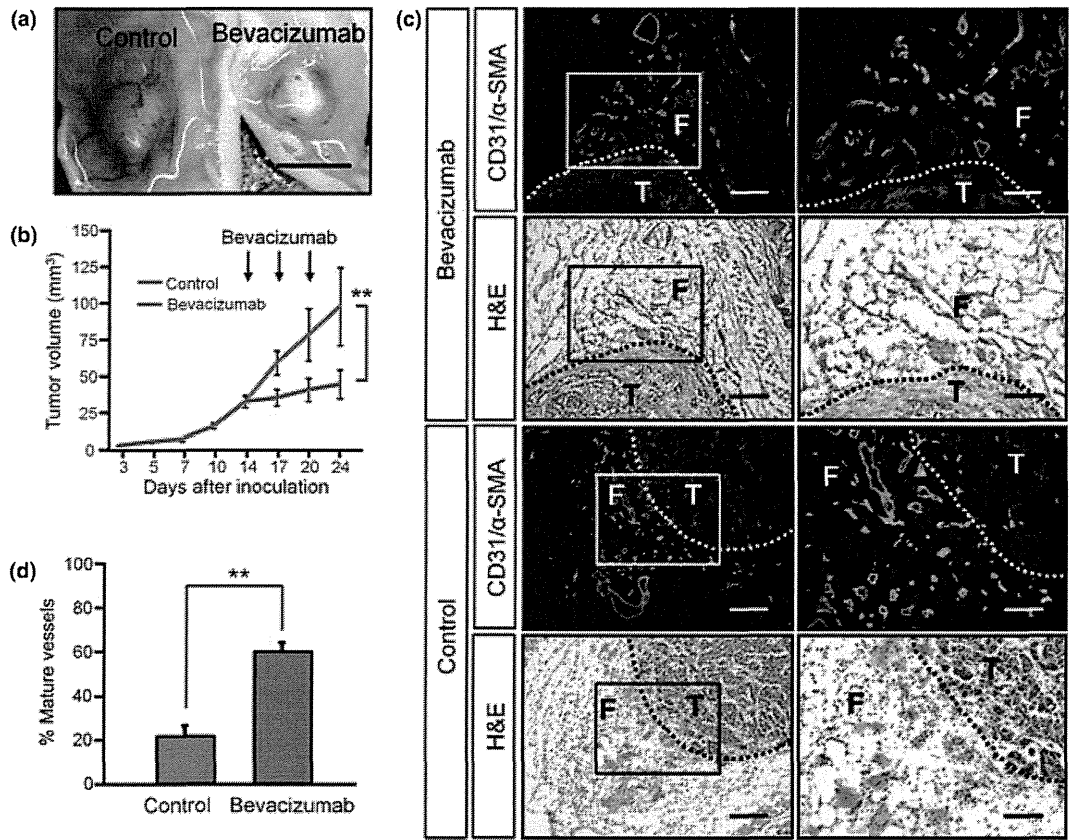 (a)
Control
Bevacizumab
(b)
Tumor volume (mm³)
150
125
100
75
50
25
0
Bevacizumab
Control
Bevacizumab
**
3 5 7 10 14 17 20 24
Days after inoculation
(d)
% Mature vessels
100
80
60
40
20
0
**
Control
Bevacizumab
(c)
Bevacizumab
CD31/α-SMA
F
T
F
T
H&E
F
T
F
T
Control
CD31/α-SMA
F
T
F
T
H&E
F
T
F
T